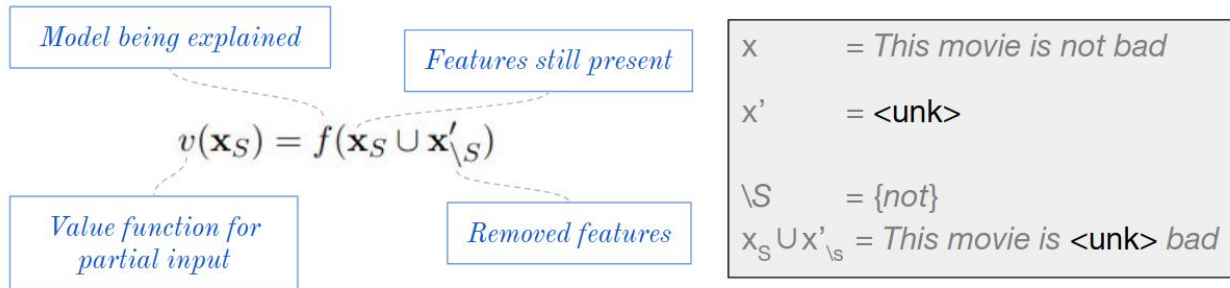 Model being explained
Features still present
v(x_S) = f(x_S ∪ x'_{\S})
Value function for
partial input
Removed features
x = This movie is not bad
x' = <unk>
\S = {not}
x_S ∪ x'_{\s} = This movie is <unk> bad